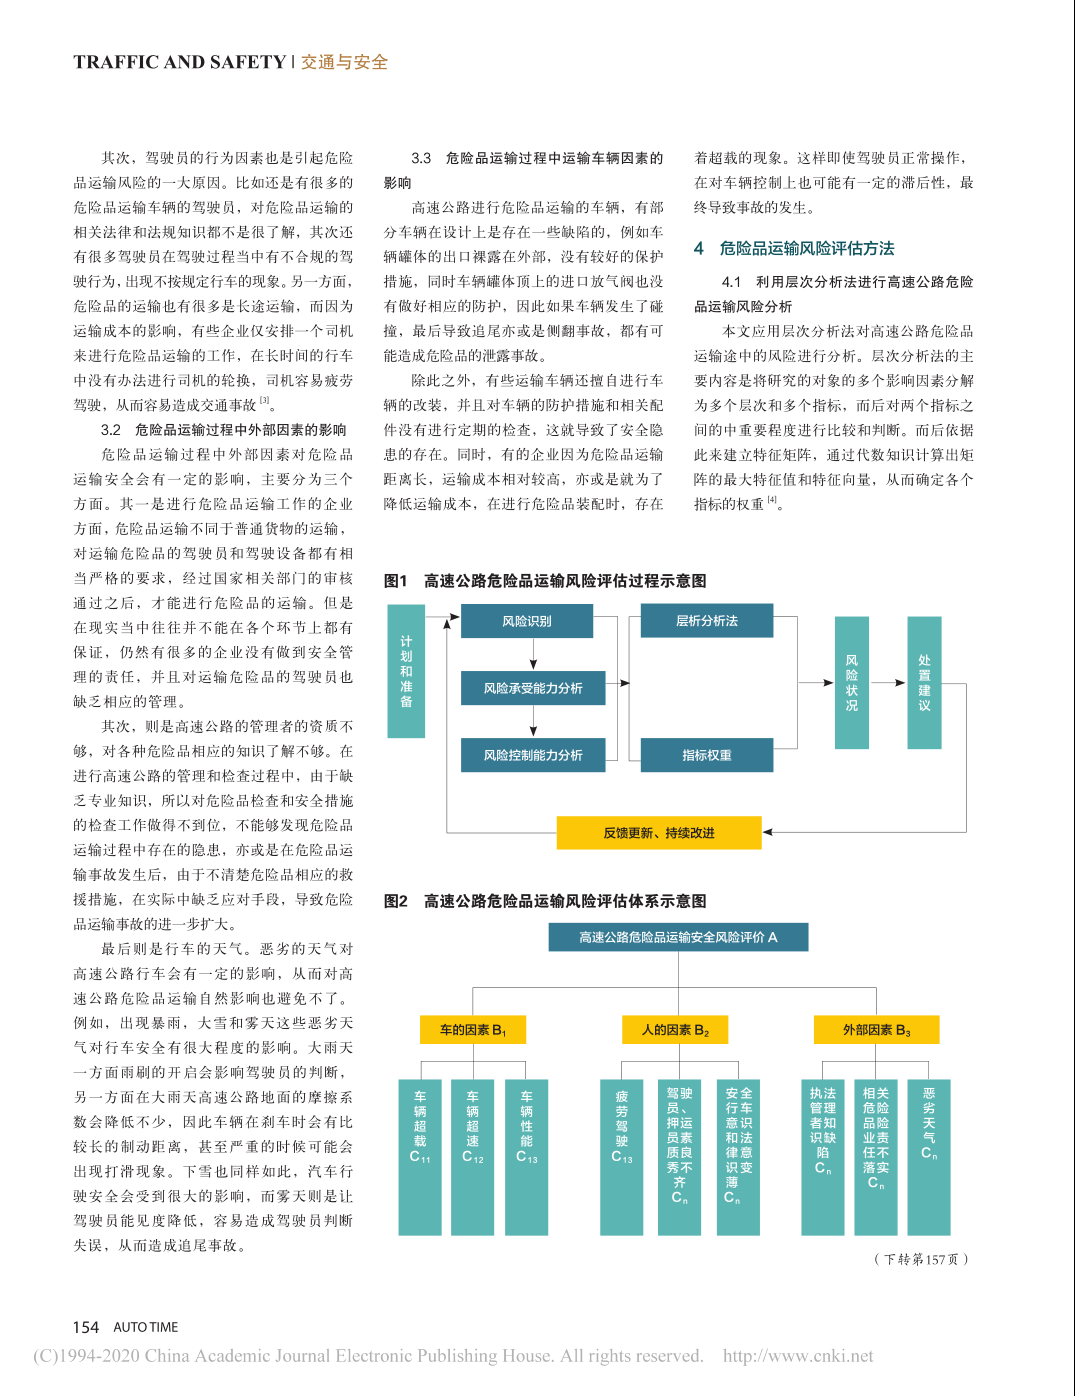 TRAFFIC AND SAFETY | 交通与安全
其次，驾驶员的行为因素也是引起危险
品运输风险的一大原因。比如还是有很多的
危险品运输车辆的驾驶员，对危险品运输的
相关法律和法规知识都不是很了解，其次还
有很多驾驶员在驾驶过程当中有不合规的驾
驶行为，出现不按规定行车的现象。另一方面，
危险品的运输也有很多是长途运输，而因为
运输成本的影响，有些企业仅安排一个司机
来进行危险品运输的工作，在长时间的行车
中没有办法进行司机的轮换，司机容易疲劳
驾驶，从而容易造成交通事故 [3]。
3.2 危险品运输过程中外部因素的影响
危险品运输过程中外部因素对危险品
运输安全会有一定的影响，主要分为三个
方面。其一是进行危险品运输工作的企业
方面，危险品运输不同于普通货物的运输，
对运输危险品的驾驶员和驾驶设备都有相
当严格的要求，经过国家相关部门的审核
通过之后，才能进行危险品的运输。但是
在现实当中往往并不能在各个环节上都有
保证，仍然有很多的企业没有做到安全管
理的责任，并且对运输危险品的驾驶员也
缺乏相应的管理。
其次，则是高速公路的管理者的资质不
够，对各种危险品相应的知识了解不够。在
进行高速公路的管理和检查过程中，由于缺
乏专业知识，所以对危险品检查和安全措施
的检查工作做得不到位，不能够发现危险品
运输过程中存在的隐患，亦或是在危险品运
输事故发生后，由于不清楚危险品相应的救
援措施，在实际中缺乏应对手段，导致危险
品运输事故的进一步扩大。
最后则是行车的天气。恶劣的天气对
高速公路行车会有一定的影响，从而对高
速公路危险品运输自然影响也避免不了。
例如，出现暴雨，大雪和雾天这些恶劣天
气对行车安全有很大程度的影响。大雨天
一方面雨刷的开启会影响驾驶员的判断，
另一方面在大雨天高速公路地面的摩擦系
数会降低不少，因此车辆在刹车时会有比
较长的制动距离，甚至严重的时候可能会
出现打滑现象。下雪也同样如此，汽车行
驶安全会受到很大的影响，而雾天则是让
驾驶员能见度降低，容易造成驾驶员判断
失误，从而造成追尾事故。
3.3 危险品运输过程中运输车辆因素的
影响
高速公路进行危险品运输的车辆，有部
分车辆在设计上是存在一些缺陷的，例如车
辆罐体的出口裸露在外部，没有较好的保护
措施，同时车辆罐体顶上的进口放气阀也没
有做好相应的防护，因此如果车辆发生了碰
撞，最后导致追尾亦或是侧翻事故，都有可
能造成危险品的泄露事故。
除此之外，有些运输车辆还擅自进行车
辆的改装，并且对车辆的防护措施和相关配
件没有进行定期的检查，这就导致了安全隐
患的存在。同时，有的企业因为危险品运输
距离长，运输成本相对较高，亦或是就为了
降低运输成本，在进行危险品装配时，存在
着超载的现象。这样即使驾驶员正常操作，
在对车辆控制上也可能有一定的滞后性，最
终导致事故的发生。
4 危险品运输风险评估方法
4.1 利用层次分析法进行高速公路危险
品运输风险分析
本文应用层次分析法对高速公路危险品
运输途中的风险进行分析。层次分析法的主
要内容是将研究的对象的多个影响因素分解
为多个层次和多个指标，而后对两个指标之
间的中重要程度进行比较和判断。而后依据
此来建立特征矩阵，通过代数知识计算出矩
阵的最大特征值和特征向量，从而确定各个
指标的权重 [4]。
图1 高速公路危险品运输风险评估过程示意图
计划和准备
风险识别
风险承受能力分析
风险控制能力分析
层析分析法
指标权重
风险状况
处置建议
反馈更新、持续改进
图2 高速公路危险品运输风险评估体系示意图
高速公路危险品运输安全风险评价 A
车的因素 B1
人的因素 B2
外部因素 B3
车辆超载 C11
车辆超速 C12
车辆性能 C13
疲劳驾驶 C13
驾驶
员、
押运
员素
质良
秀不
齐
Cn
安全
行车
意识
和法
律意
识变
薄
Cn
执法
管理
者知
识缺
陷
Cn
相关
危险
品险
业责
任不
落实
Cn
恶劣天气 Cn
（下转第157页）
154 AUTO TIME
(C)1994-2020 China Academic Journal Electronic Publishing House. All rights reserved. http://www.cnki.net